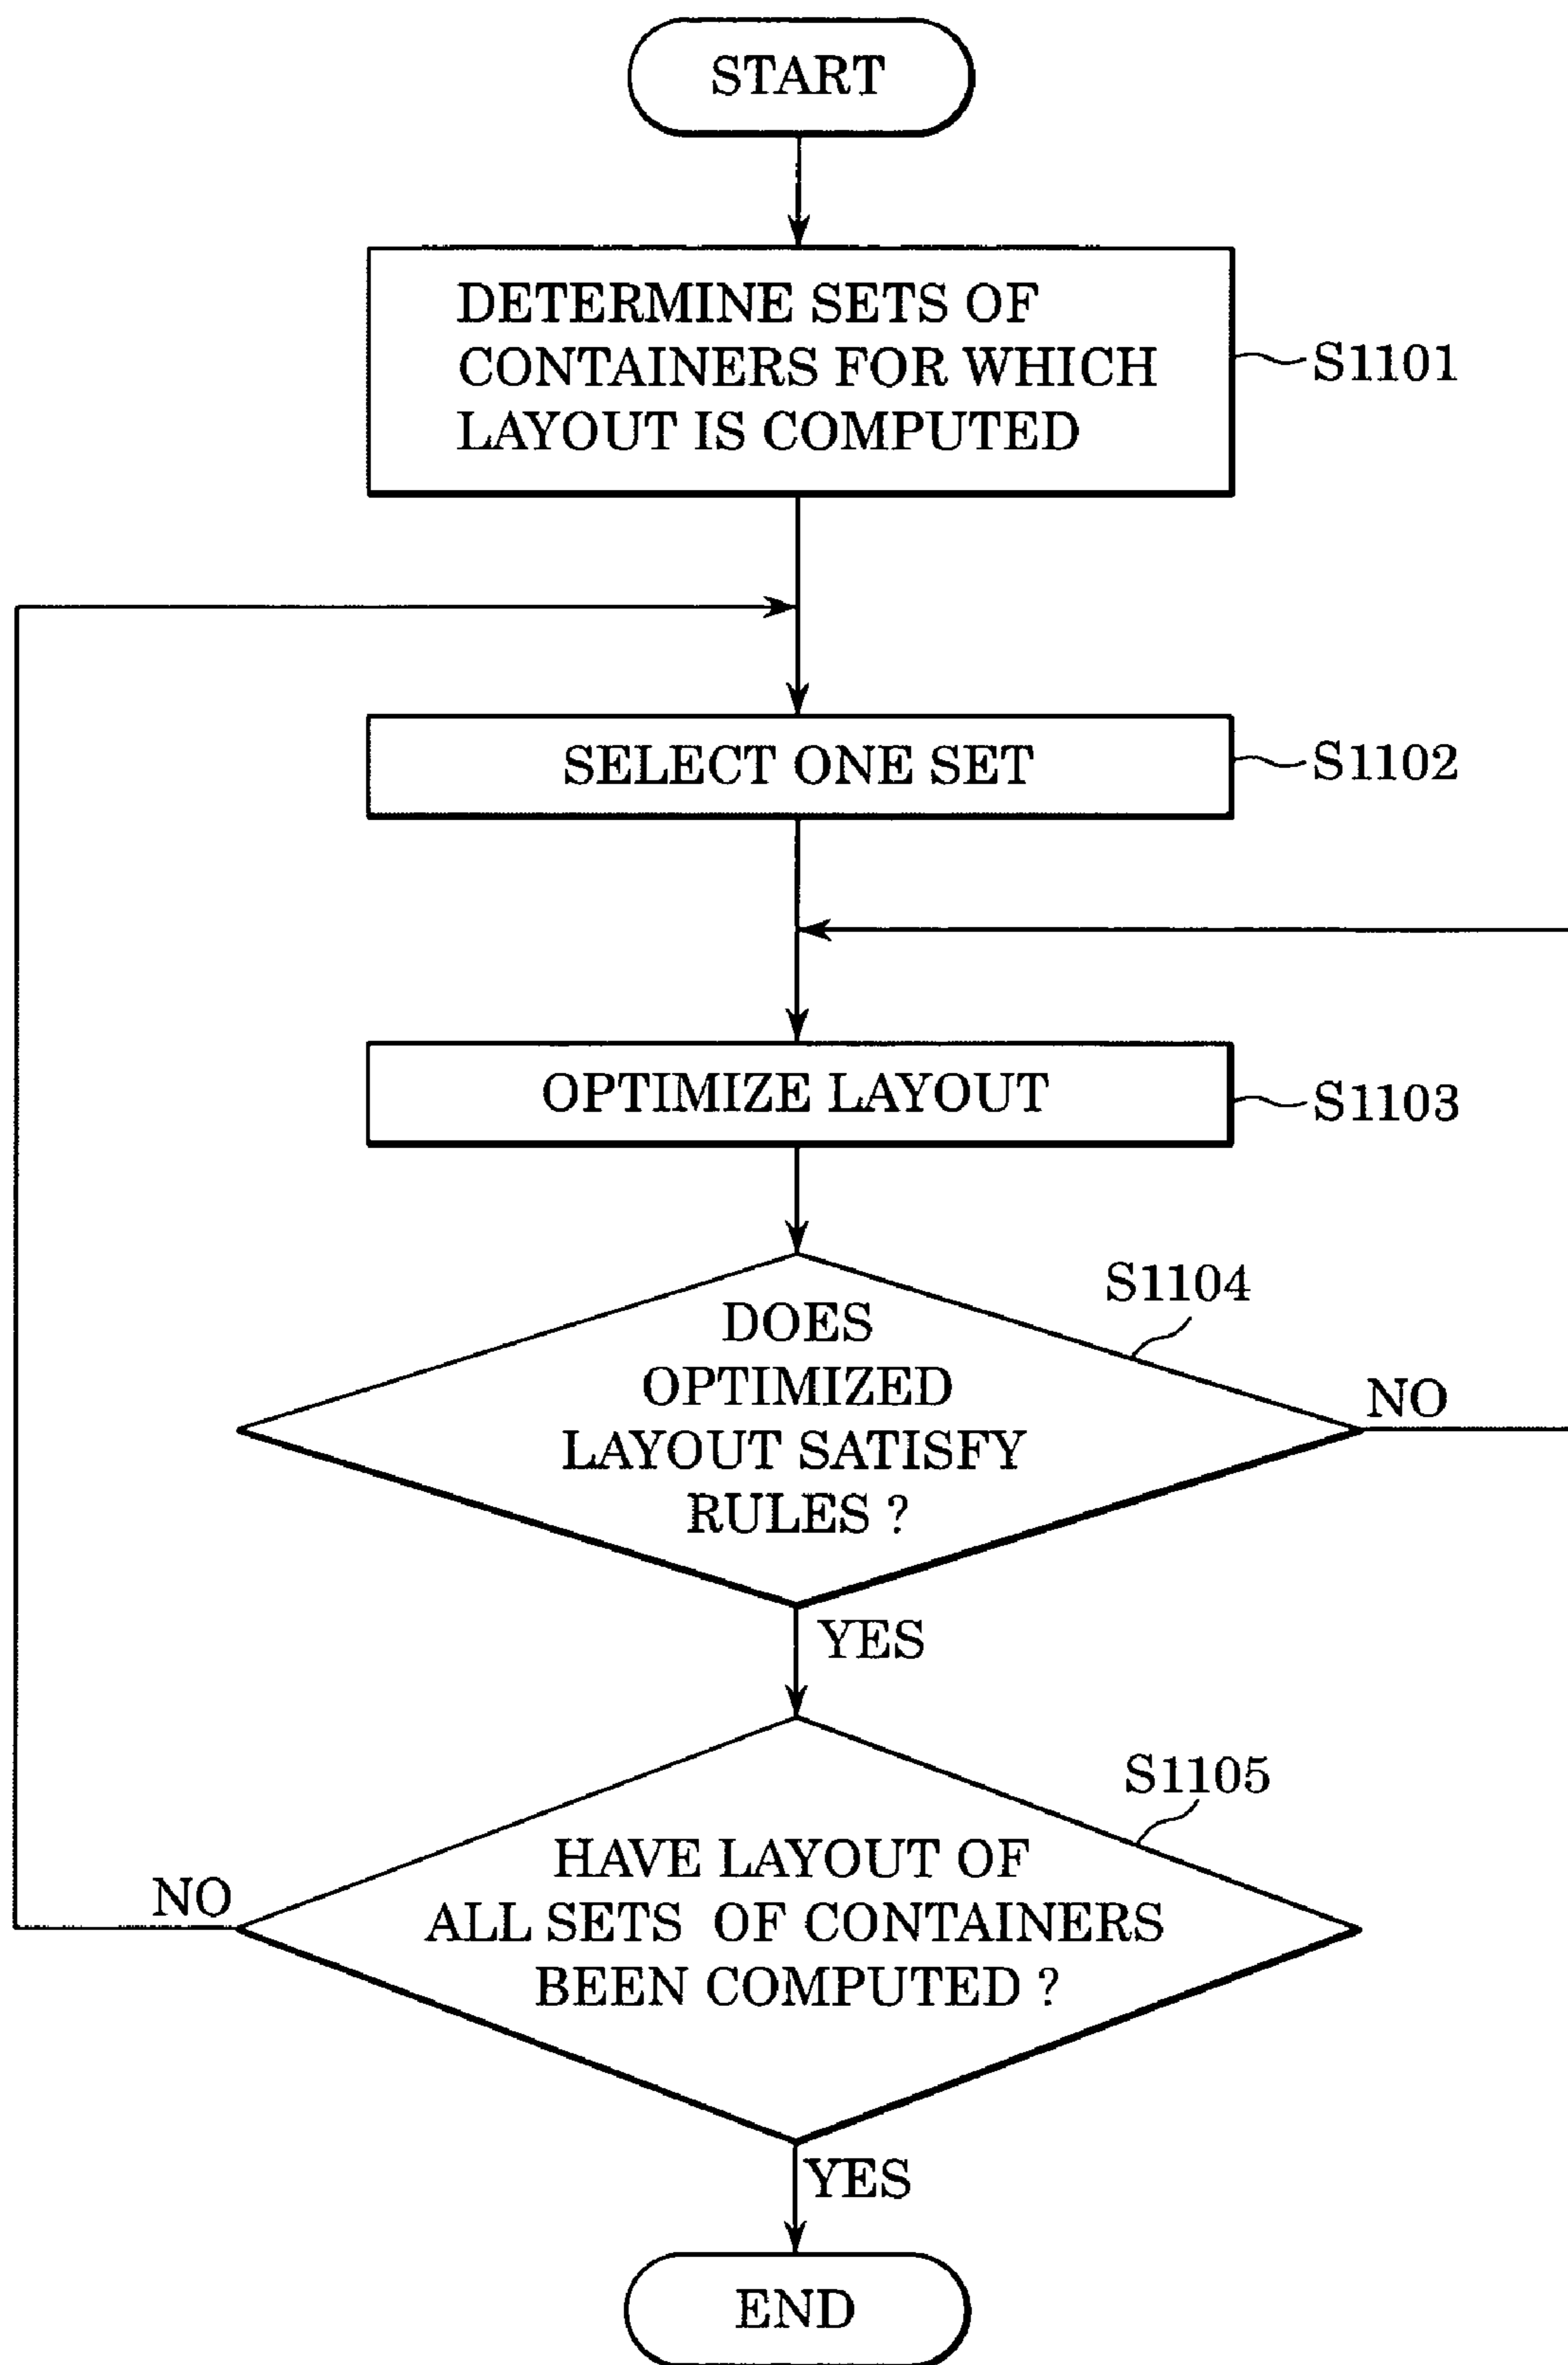 START
DETERMINE SETS OF
CONTAINERS FOR WHICH
LAYOUT IS COMPUTED
S1101
SELECT ONE SET
S1102
OPTIMIZE LAYOUT
S1103
S1104
DOES
OPTIMIZED
LAYOUT SATISFY
RULES ?
NO
YES
S1105
HAVE LAYOUT OF
ALL SETS OF CONTAINERS
BEEN COMPUTED ?
NO
YES
END